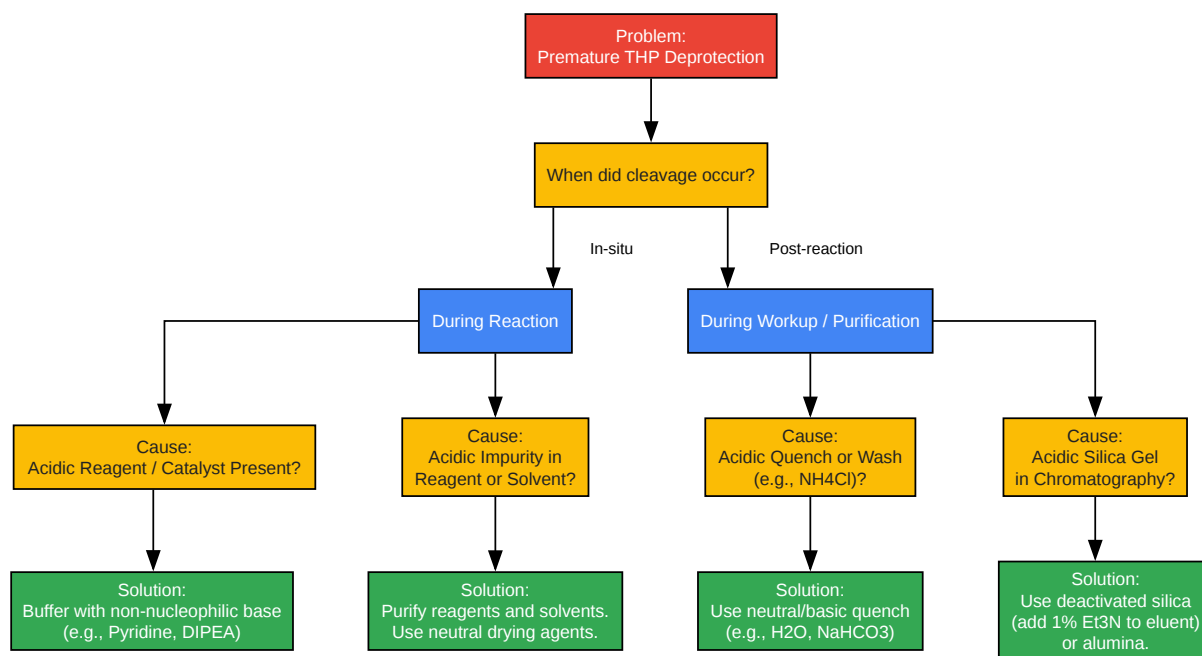 Problem:
Premature THP Deprotection
When did cleavage occur?
In-situ
Post-reaction
During Reaction
During Workup / Purification
Cause:
Acidic Reagent / Catalyst Present?
Cause:
Acidic Impurity in
Reagent or Solvent?
Cause:
Acidic Quench or Wash
(e.g., NH4Cl)?
Cause:
Acidic Silica Gel
in Chromatography?
Solution:
Buffer with non-nucleophilic base
(e.g., Pyridine, DIPEA)
Solution:
Purify reagents and solvents.
Use neutral drying agents.
Solution:
Use neutral/basic quench
(e.g., H2O, NaHCO3)
Solution:
Use deactivated silica
(add 1% Et3N to eluent)
or alumina.